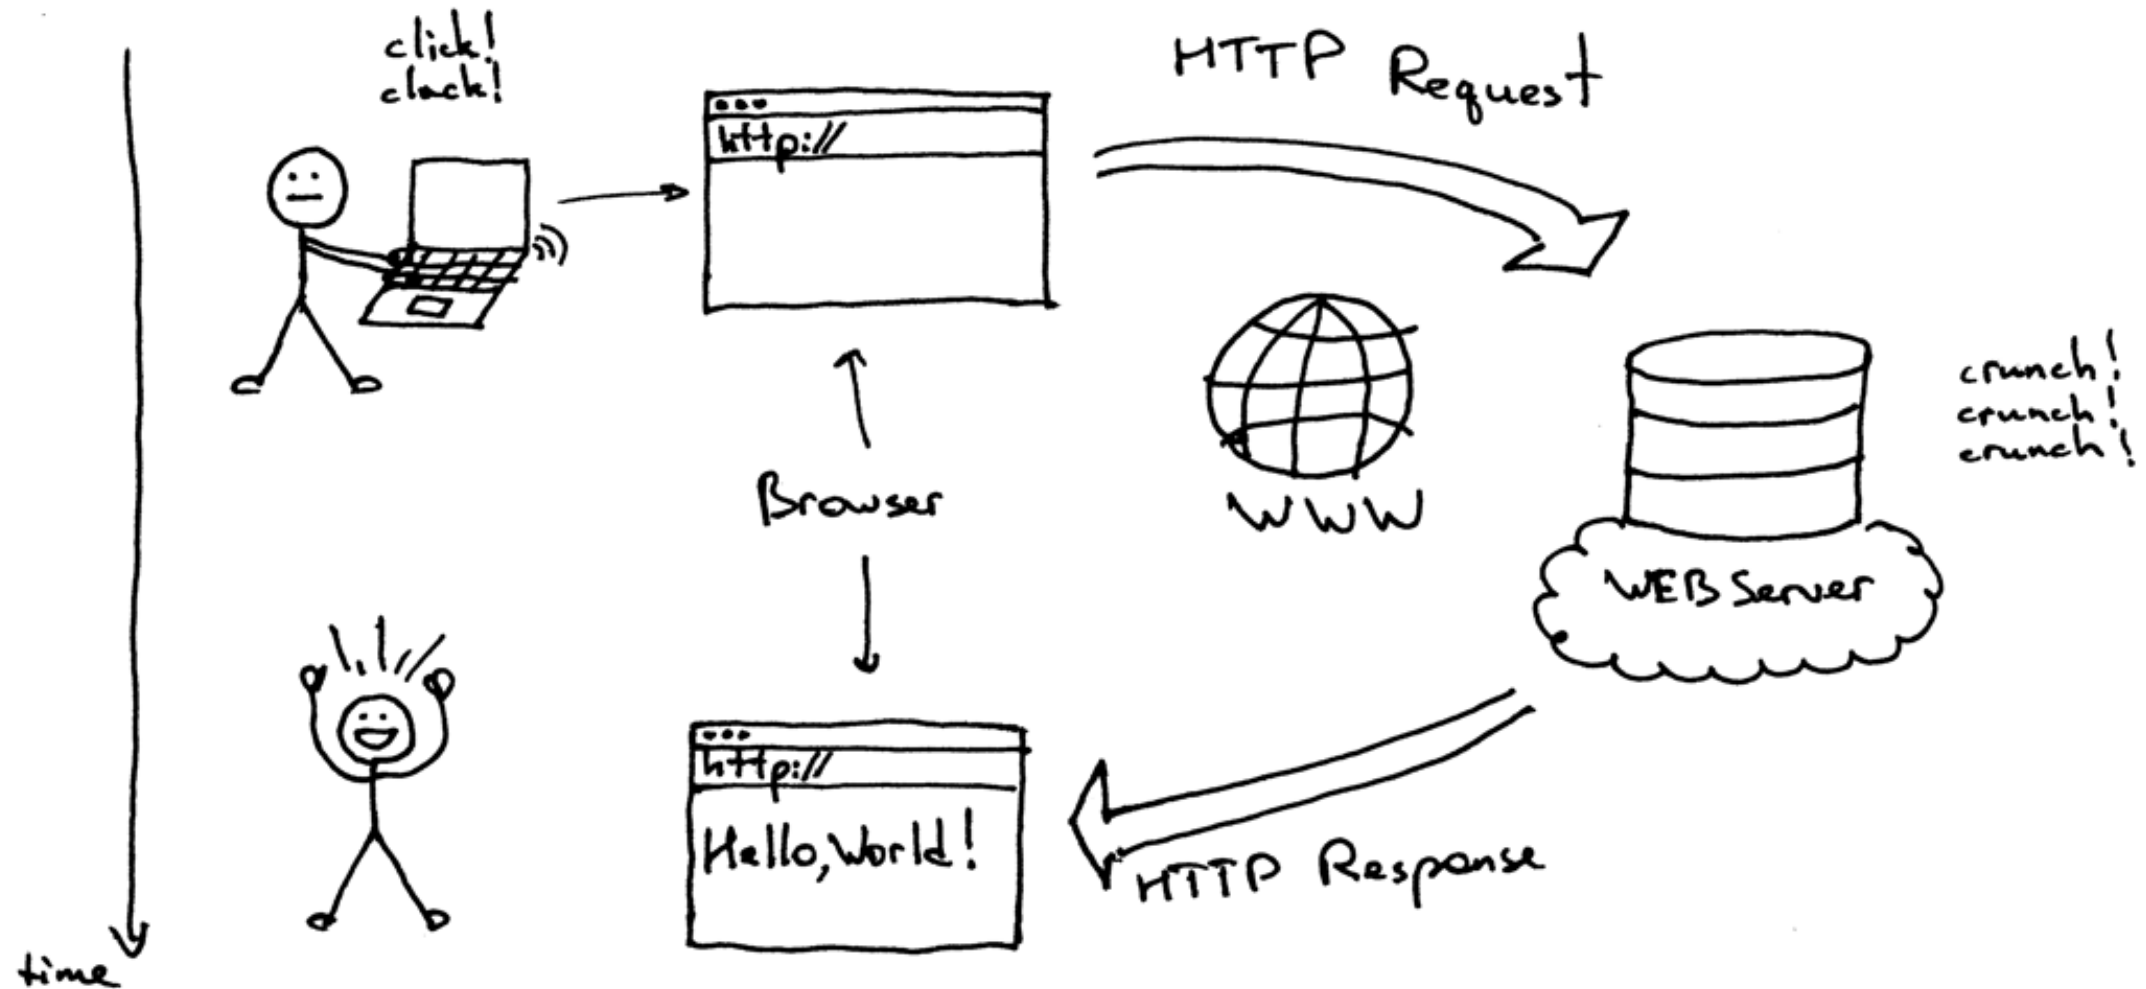 click!
clack!
HTTP Request
http://
crunch!
crunch!
crunch!
Browser
WWW
WEB Server
http://
Hello, World!
HTTP Response
time